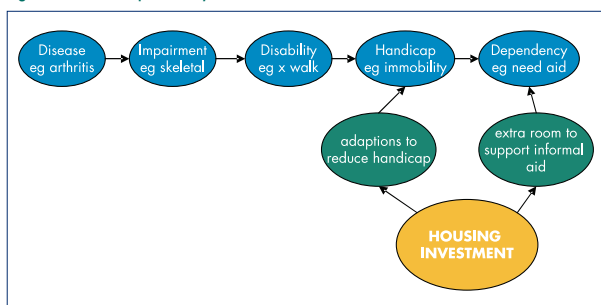 Disease
eg arthritis
Impairment
eg skeletal
Disability
eg x walk
Handicap
eg immobility
Dependency
eg need aid
adaptions to
reduce handicap
extra room to
support informal
aid
HOUSING
INVESTMENT